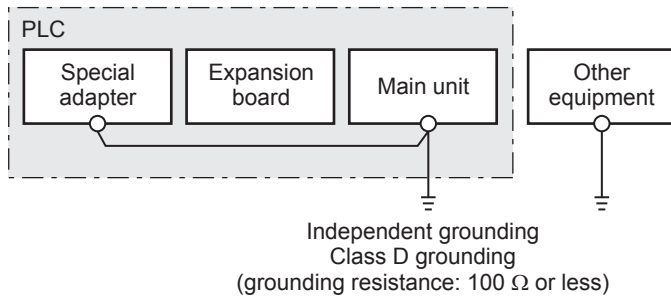 PLC
Special
adapter
Expansion
board
Main unit
Other
equipment
Independent grounding
Class D grounding
(grounding resistance: 100 Ω or less)